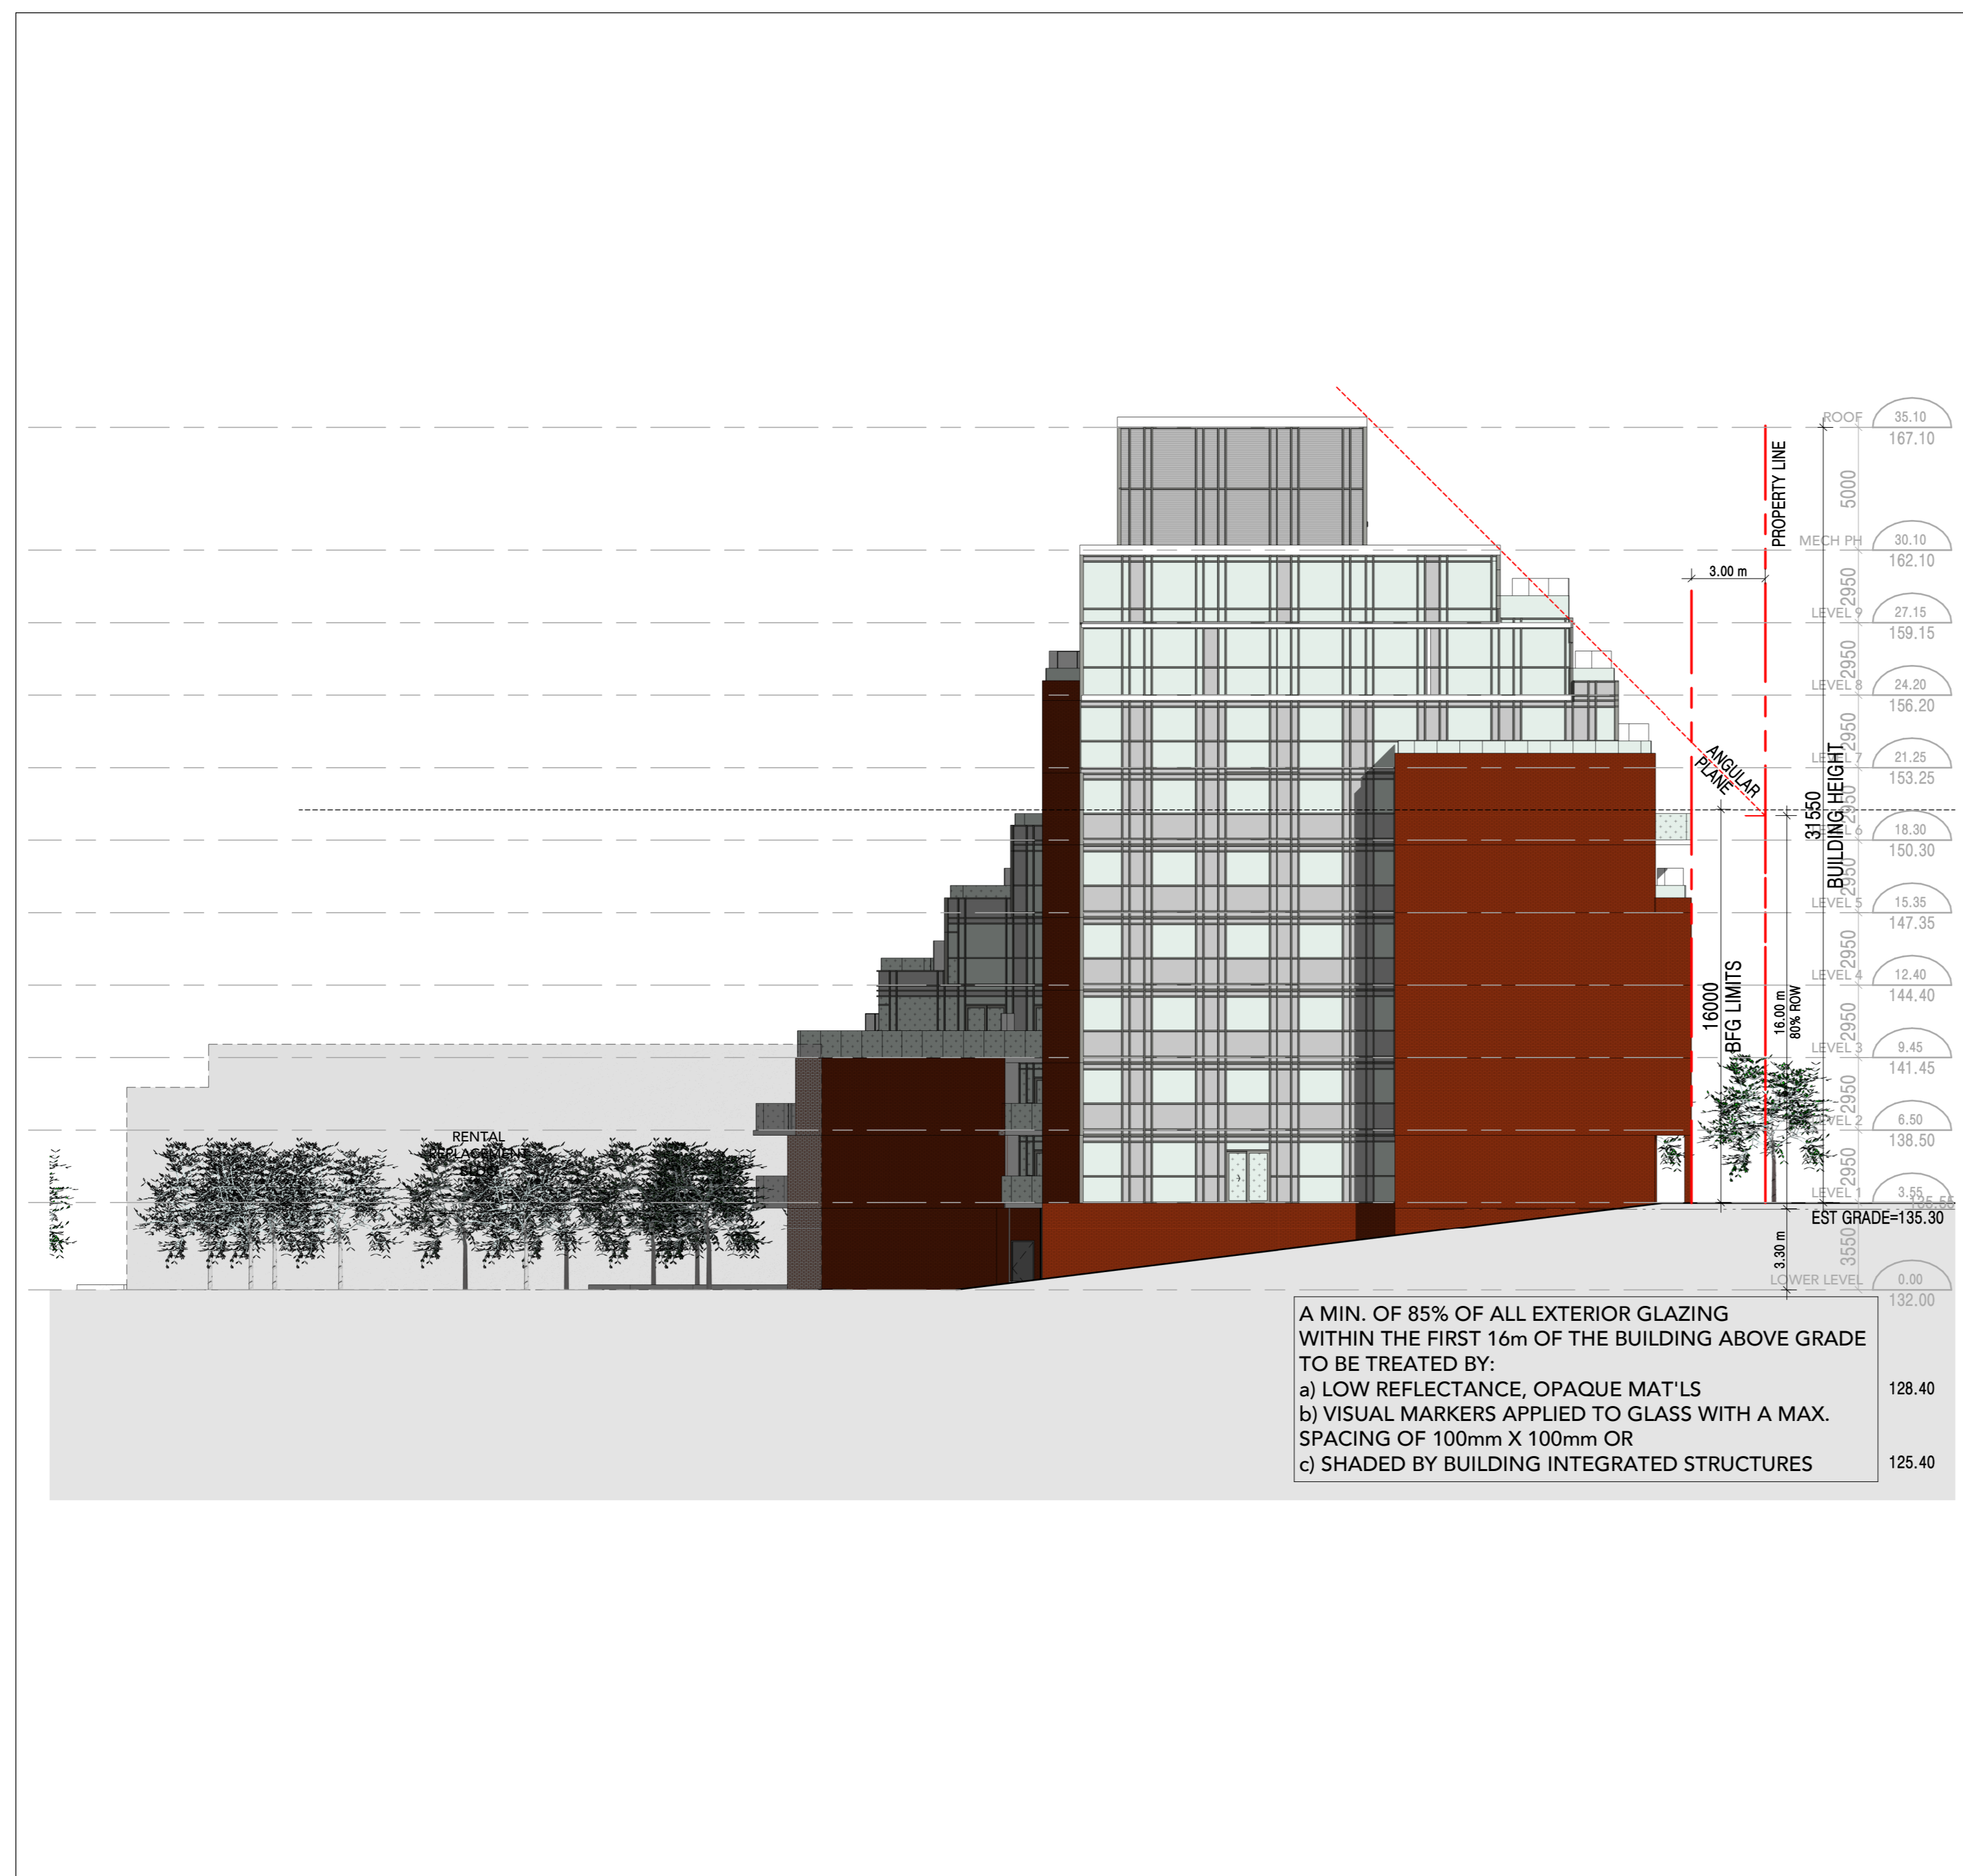 ROOF 35.10
167.10
5000
PROPERTY LINE
MECH PH 30.10
162.10
3.00 m
2950
LEVEL 9 27.15
159.15
2950
LEVEL 8 24.20
156.20
2950
ANGULAR
PLANE
LEVEL 7 21.25
153.25
31550
BUILDING HEIGHT
2950
18.30
150.30
2950
LEVEL 5 15.35
147.35
2950
LEVEL 4 12.40
144.40
16000
BFG LIMITS
16.00 m
80% ROW
2950
LEVEL 3 9.45
141.45
2950
6.50
138.50
RENTAL
REPLACEMENT
2950
LEVEL 1 3.55
135.55
EST GRADE=135.30
3.30 m
3550
LOWER LEVEL 0.00
132.00
A MIN. OF 85% OF ALL EXTERIOR GLAZING
WITHIN THE FIRST 16m OF THE BUILDING ABOVE GRADE
TO BE TREATED BY:
a) LOW REFLECTANCE, OPAQUE MAT'LS
b) VISUAL MARKERS APPLIED TO GLASS WITH A MAX.
SPACING OF 100mm X 100mm OR
c) SHADED BY BUILDING INTEGRATED STRUCTURES
128.40
125.40